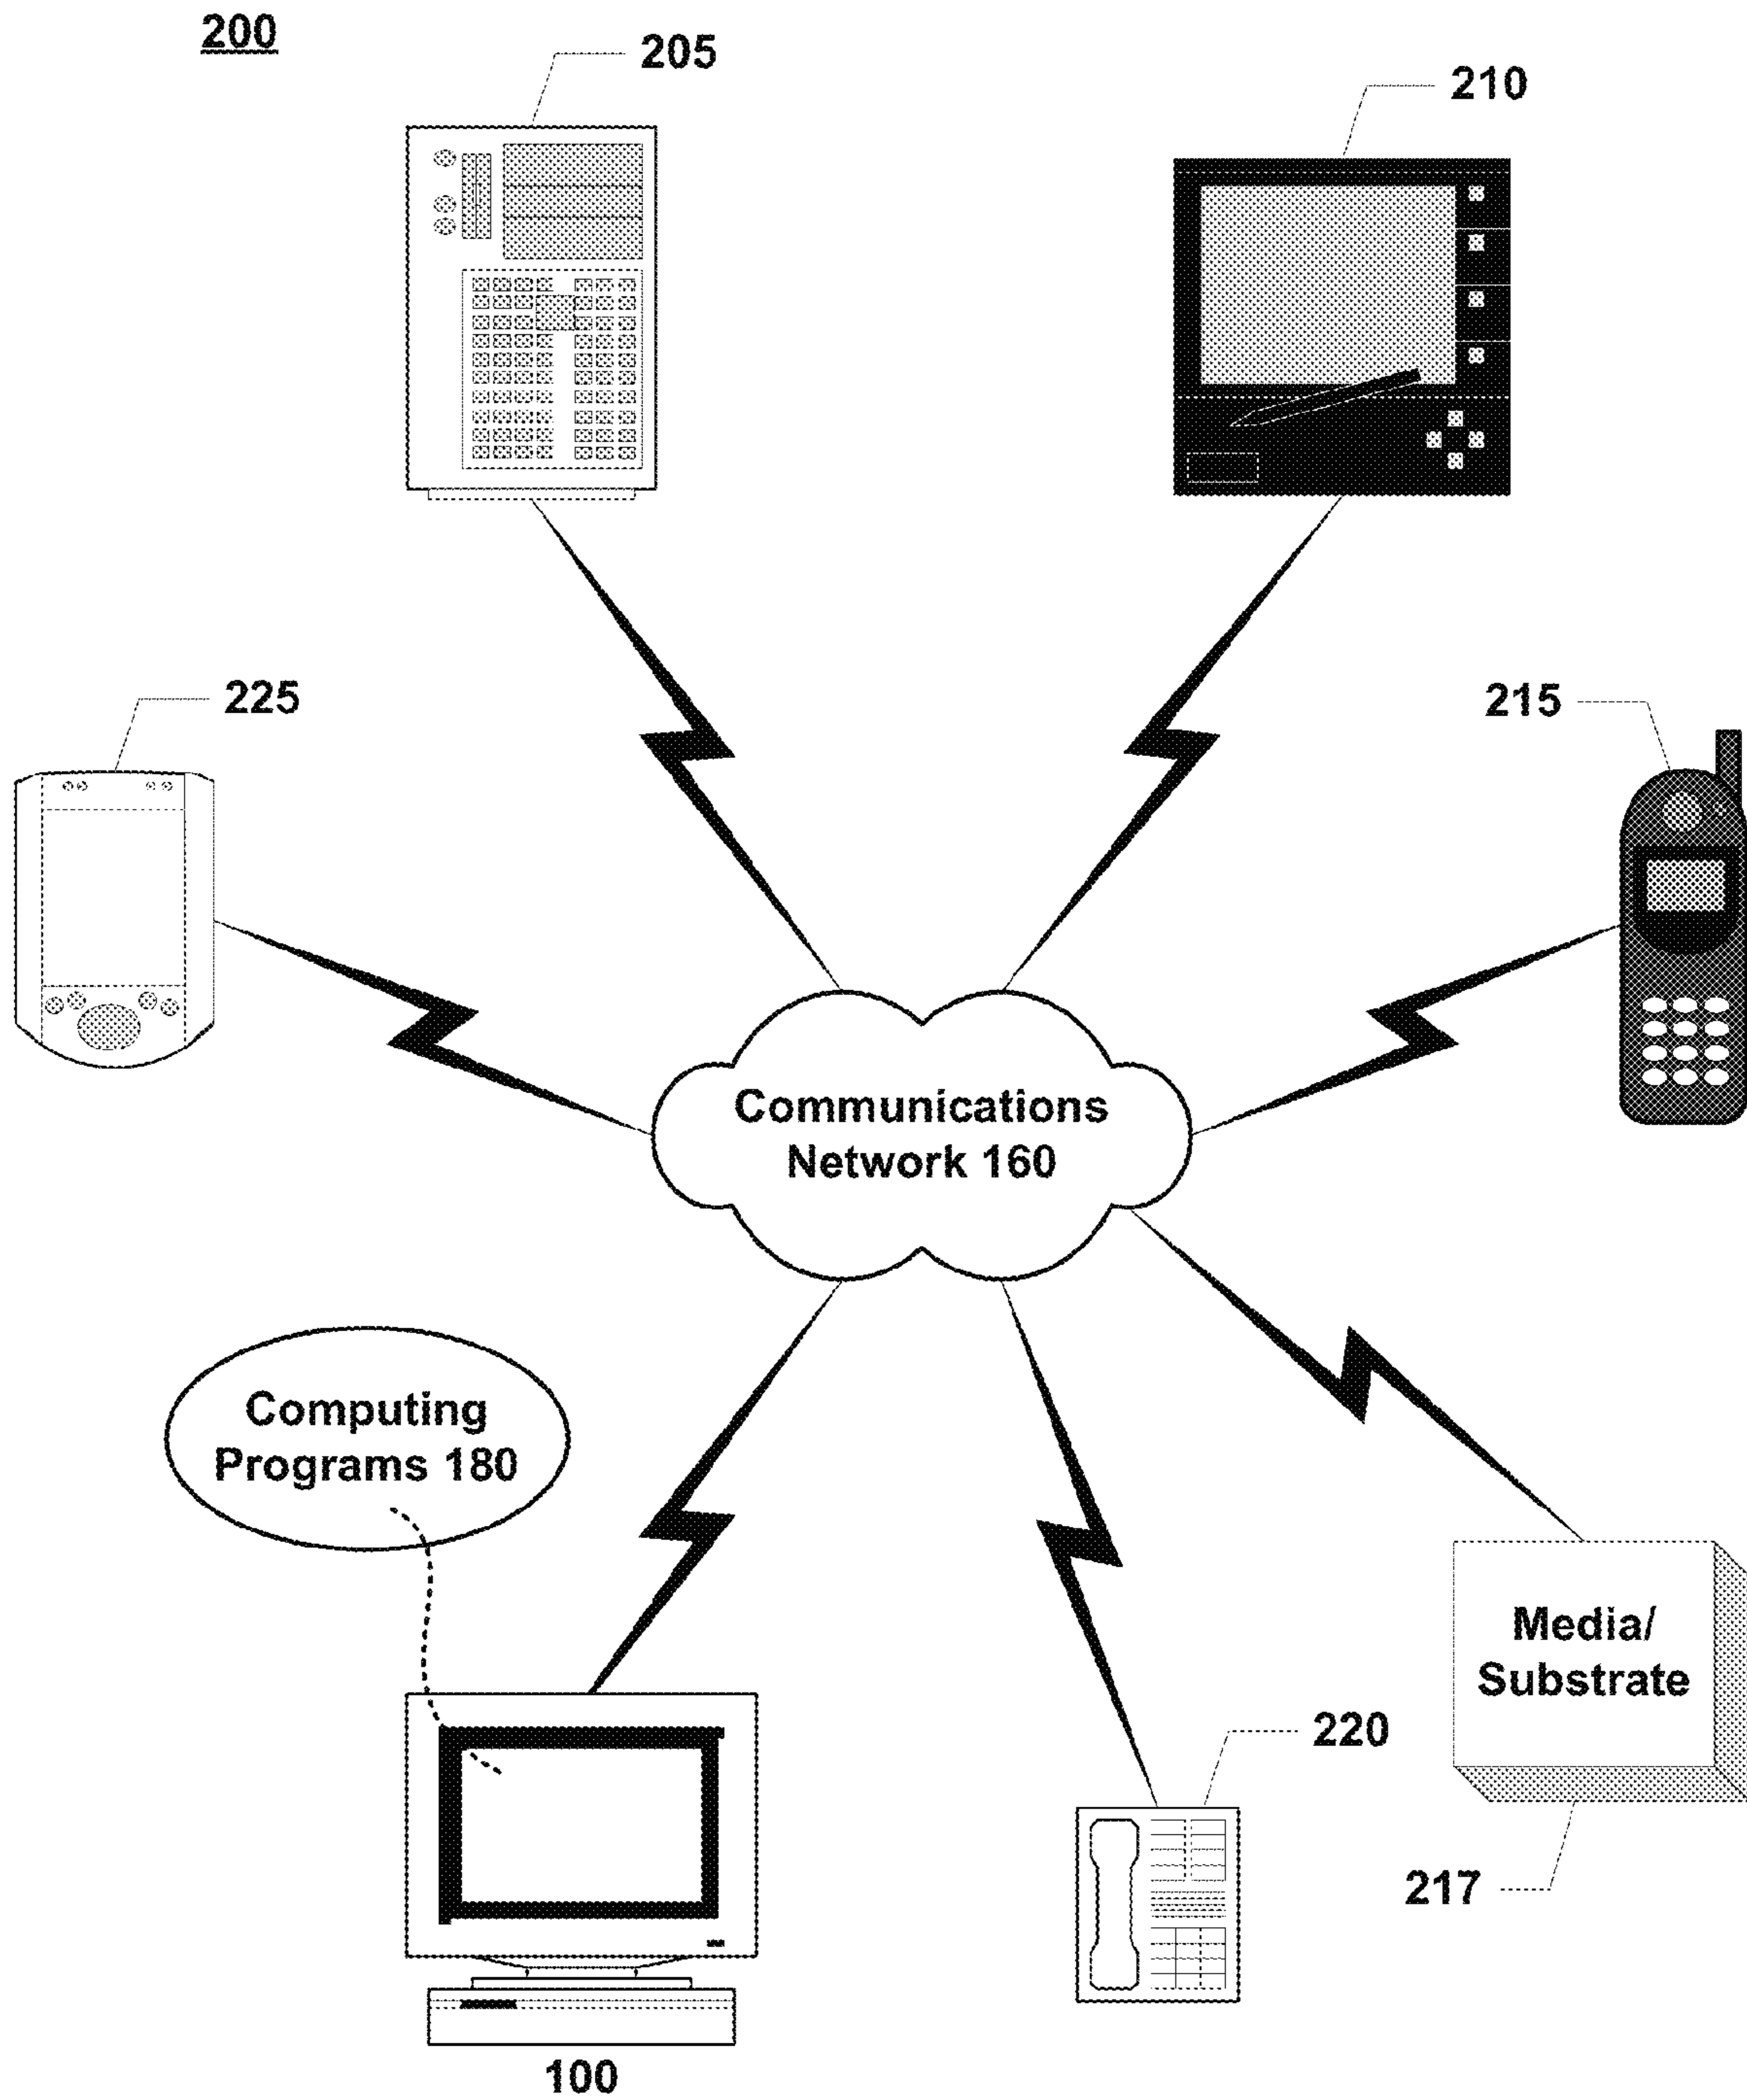 200
205
210
225
215
Communications
Network 160
Computing
Programs 180
Media/
Substrate
220
217
100